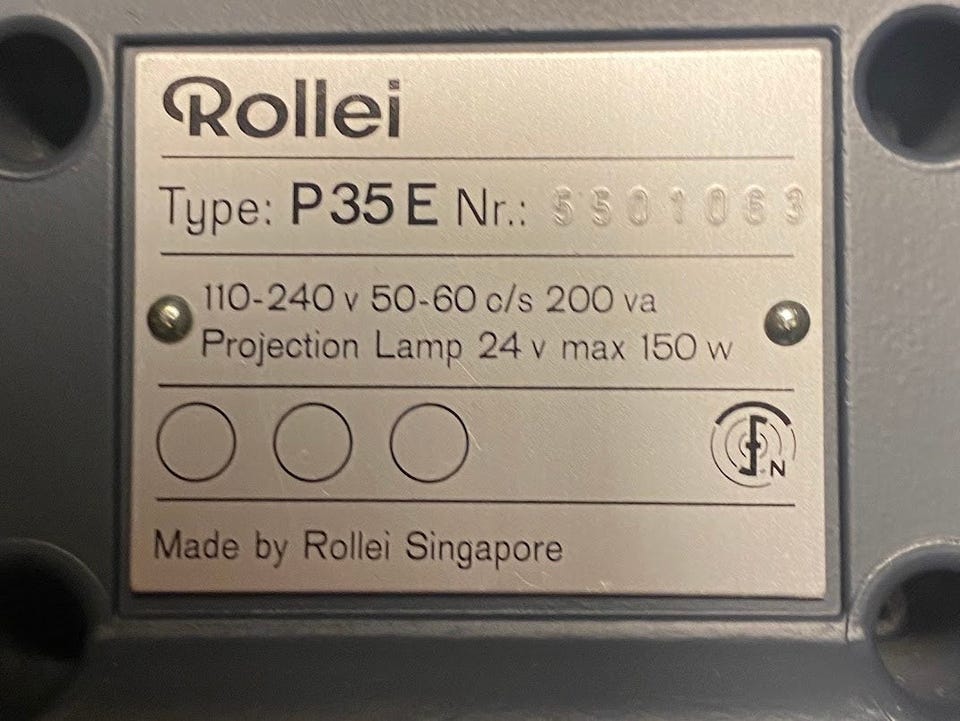 Rollei
Type: P35E Nr.: 5501063
110-240 v 50-60 c/s 200 va
Projection Lamp 24 v max 150 w
N
Made by Rollei Singapore